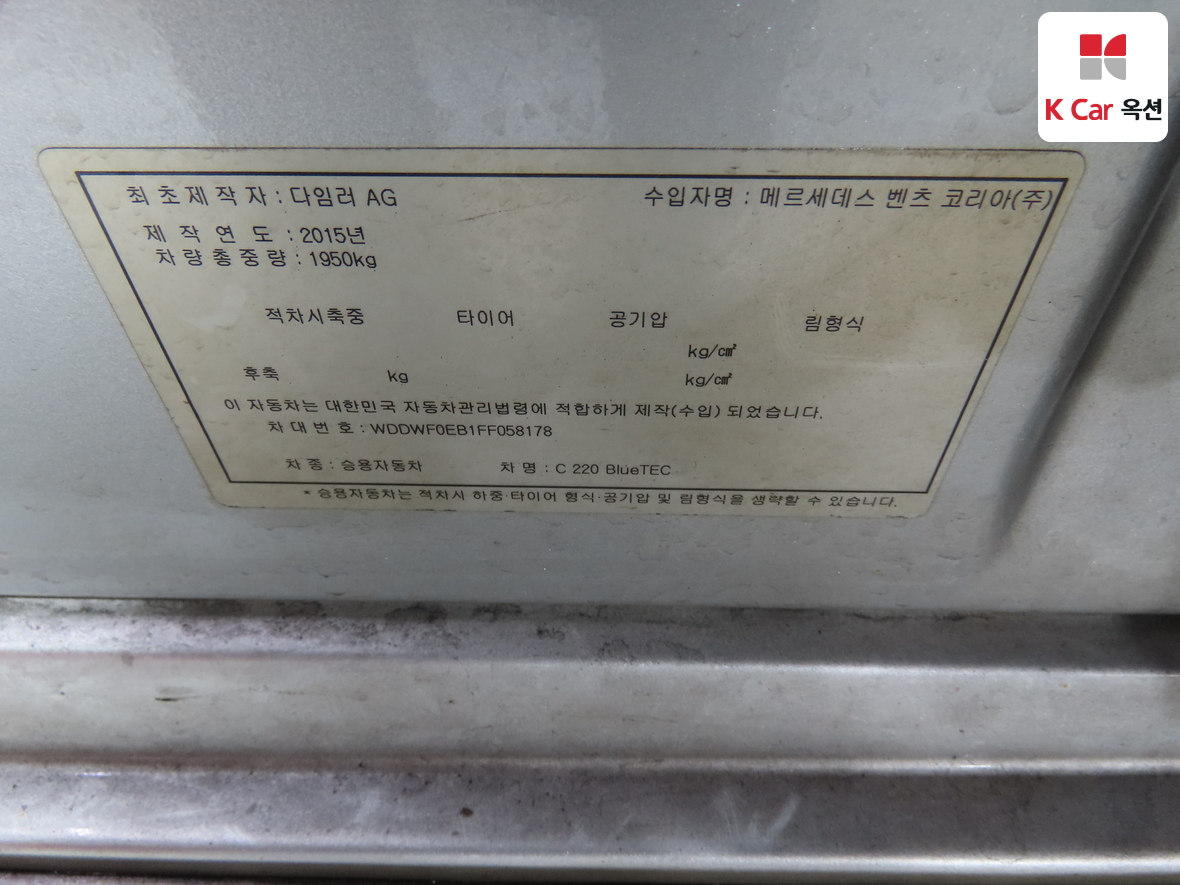 K Car 옥션
최초제작자 : 다임러 AG 수입자명 : 메르세데스 벤츠 코리아(주)
제 작 연 도 : 2015년
차량총중량 : 1950kg
적차시축중 타이어 공기압 림형식
kg/㎠
후축 kg kg/㎠
이 자동차는 대한민국 자동차관리법령에 적합하게 제작(수입) 되었습니다.
차 대 번 호 : WDDWF0EB1FF058178
차 종 : 승용자동차 차 명 : C 220 BlueTEC
* 승용자동차는 적차시 하중·타이어 형식·공기압 및 림형식을 생략할 수 있습니다.